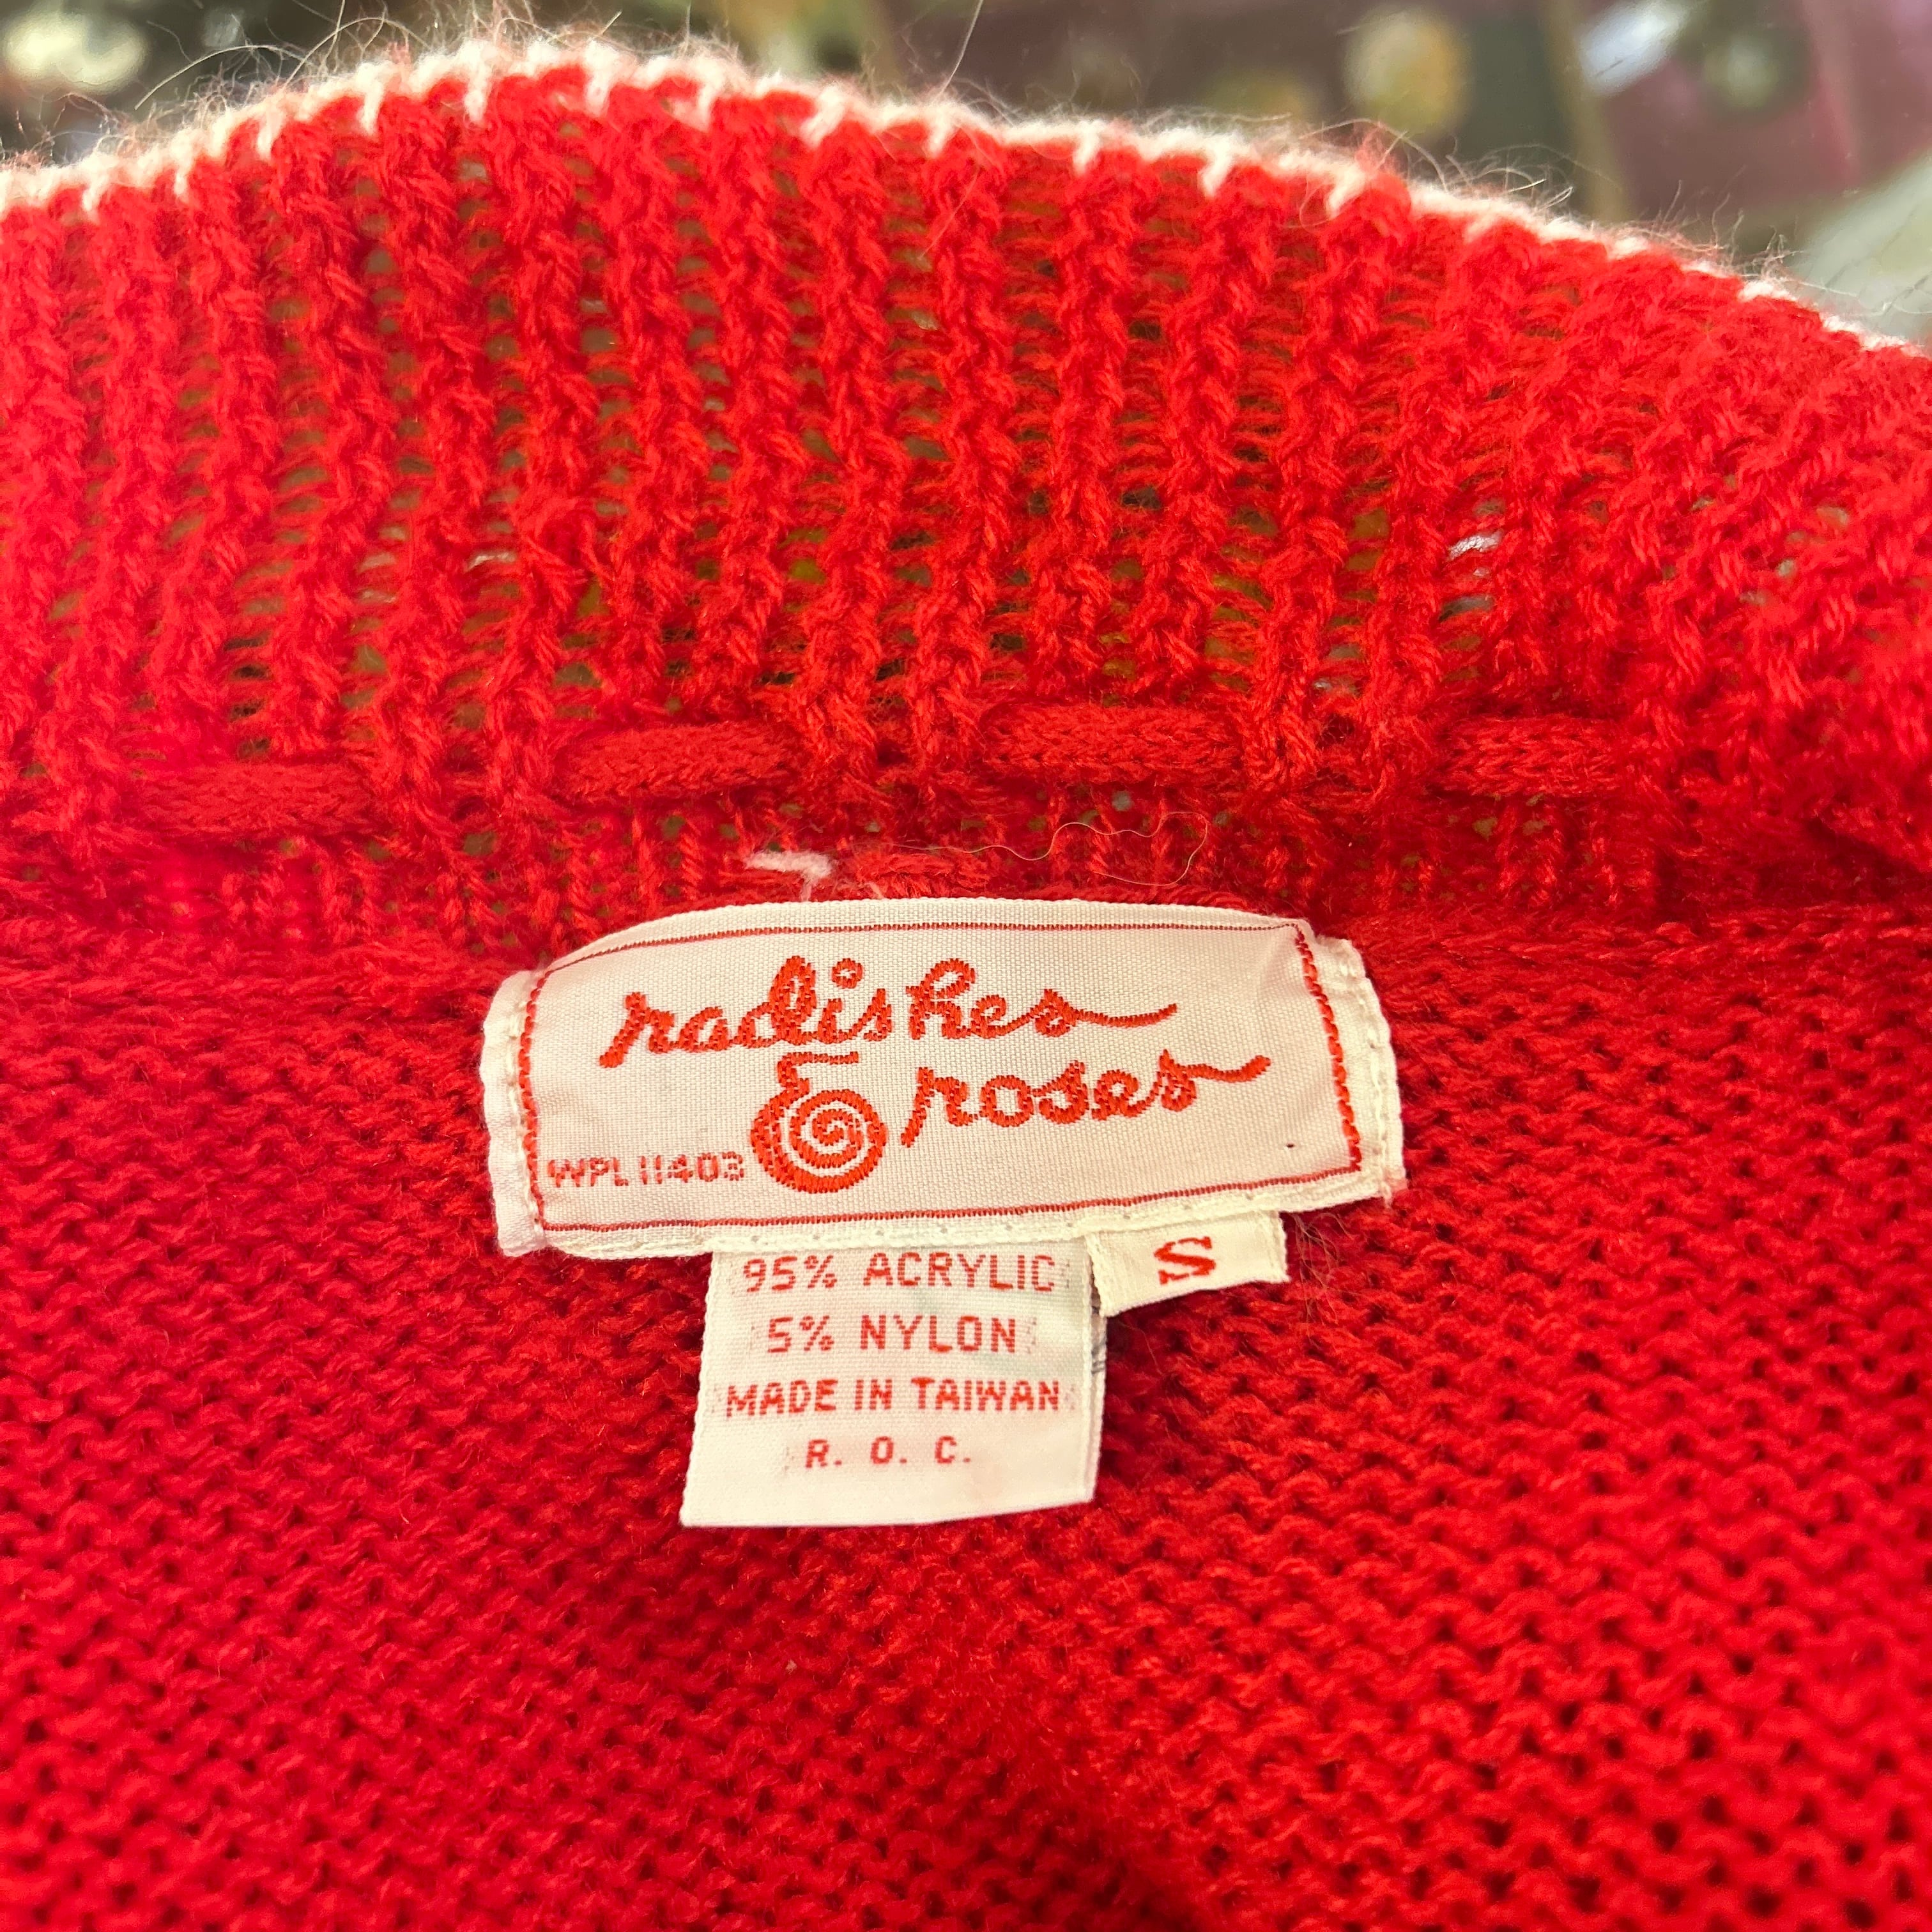 radishes
& roses
WPL 11403
S
95% ACRYLIC
5% NYLON
MADE IN TAIWAN
R. O. C.